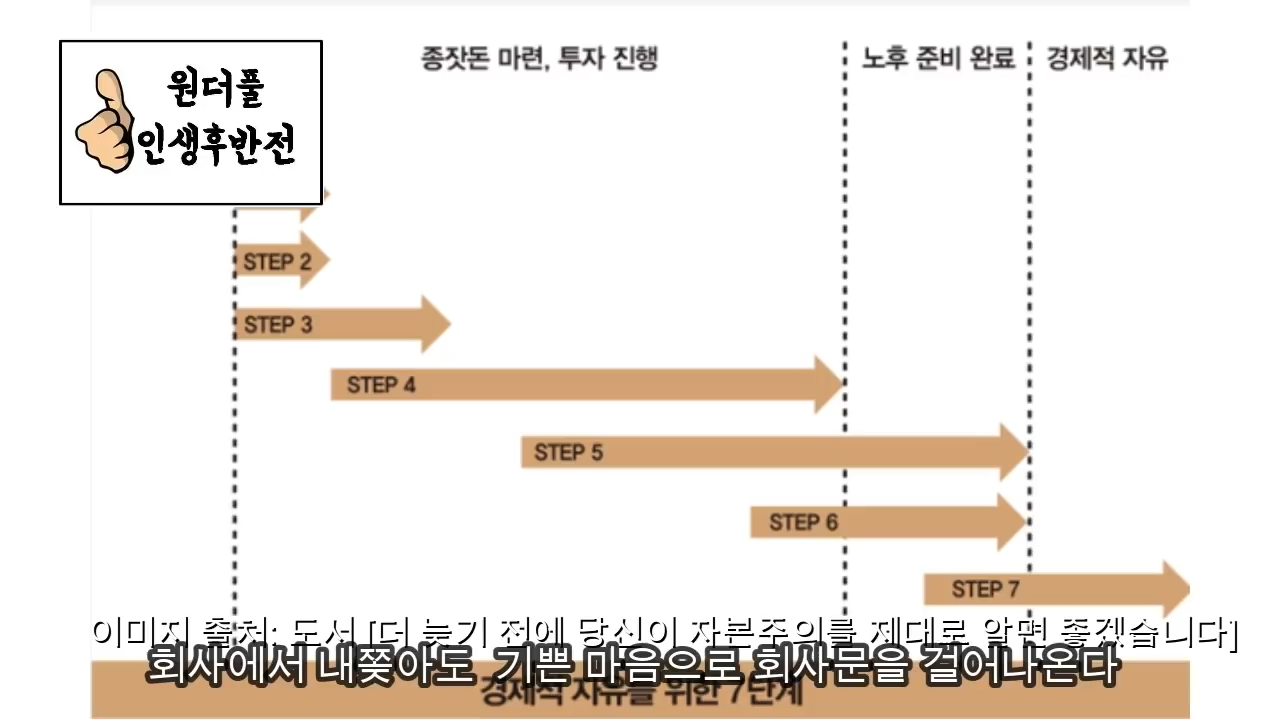 종잣돈 마련, 투자 진행
노후 준비 완료
경제적 자유
원더풀
인생후반전
STEP 2
STEP 3
STEP 4
STEP 5
STEP 6
STEP 7
이미지 출처: 도서 [더 늦기 전에 당신이 자본주의를 제대로 알면 좋겠습니다]
회사에서 내쫒아도 기쁜 마음으로 회사문을 걸어나온다
경제적 자유를 위한 7단계